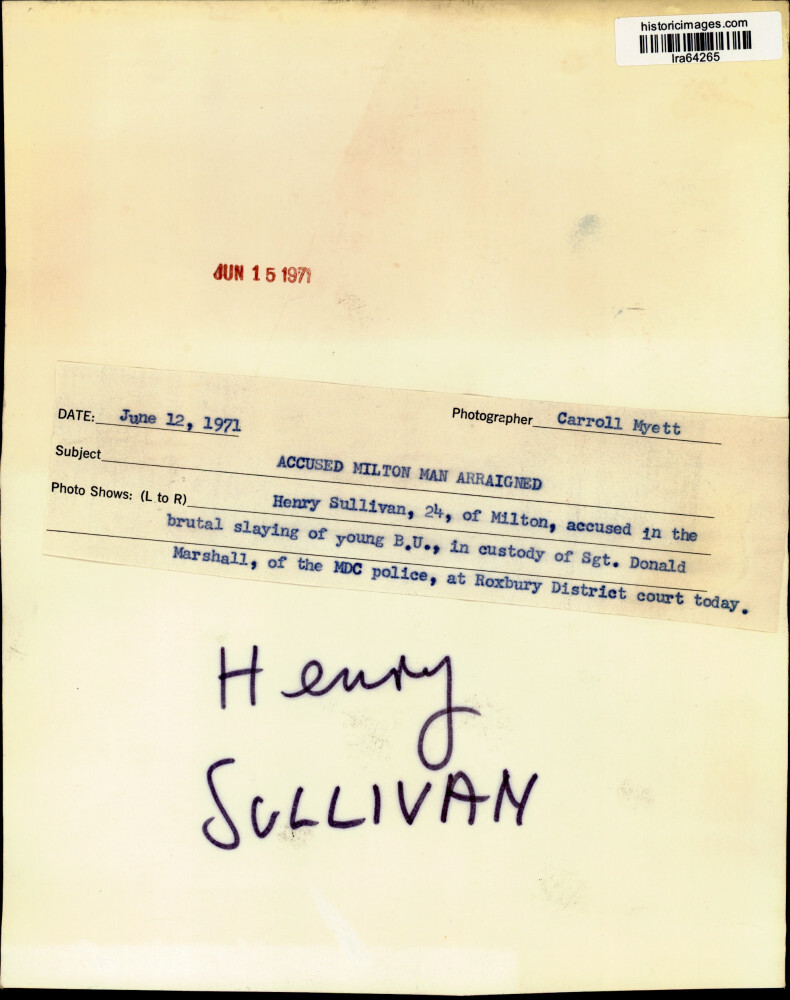 historicimages.com
lra64265
JUN 15 1971
DATE: June 12, 1971 Photographer Carroll Myett
Subject ACCUSED MILTON MAN ARRAIGNED
Photo Shows: (L to R) Henry Sullivan, 24, of Milton, accused in the
brutal slaying of young B.U., in custody of Sgt. Donald
Marshall, of the MDC police, at Roxbury District court today.
Henry
SULLIVAN